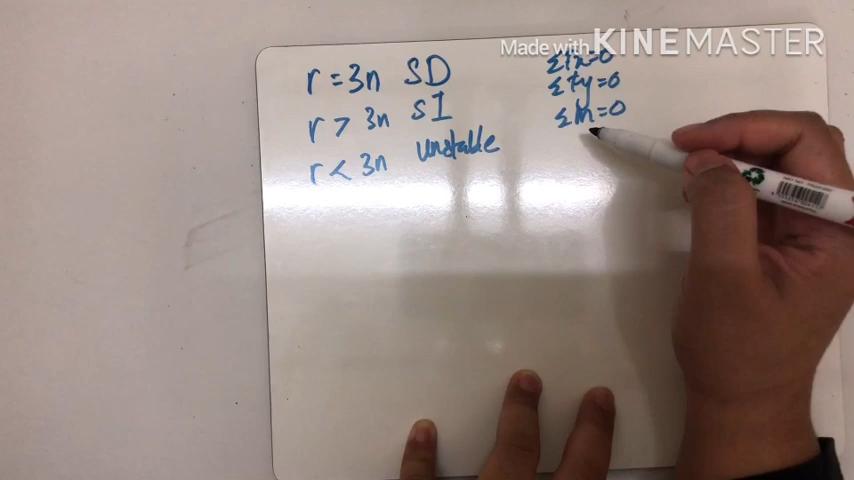 Made with KINEMASTER
r = 3n SD
r > 3n SI
r < 3n unstable
Σfx=0
Σfy=0
Σm=0